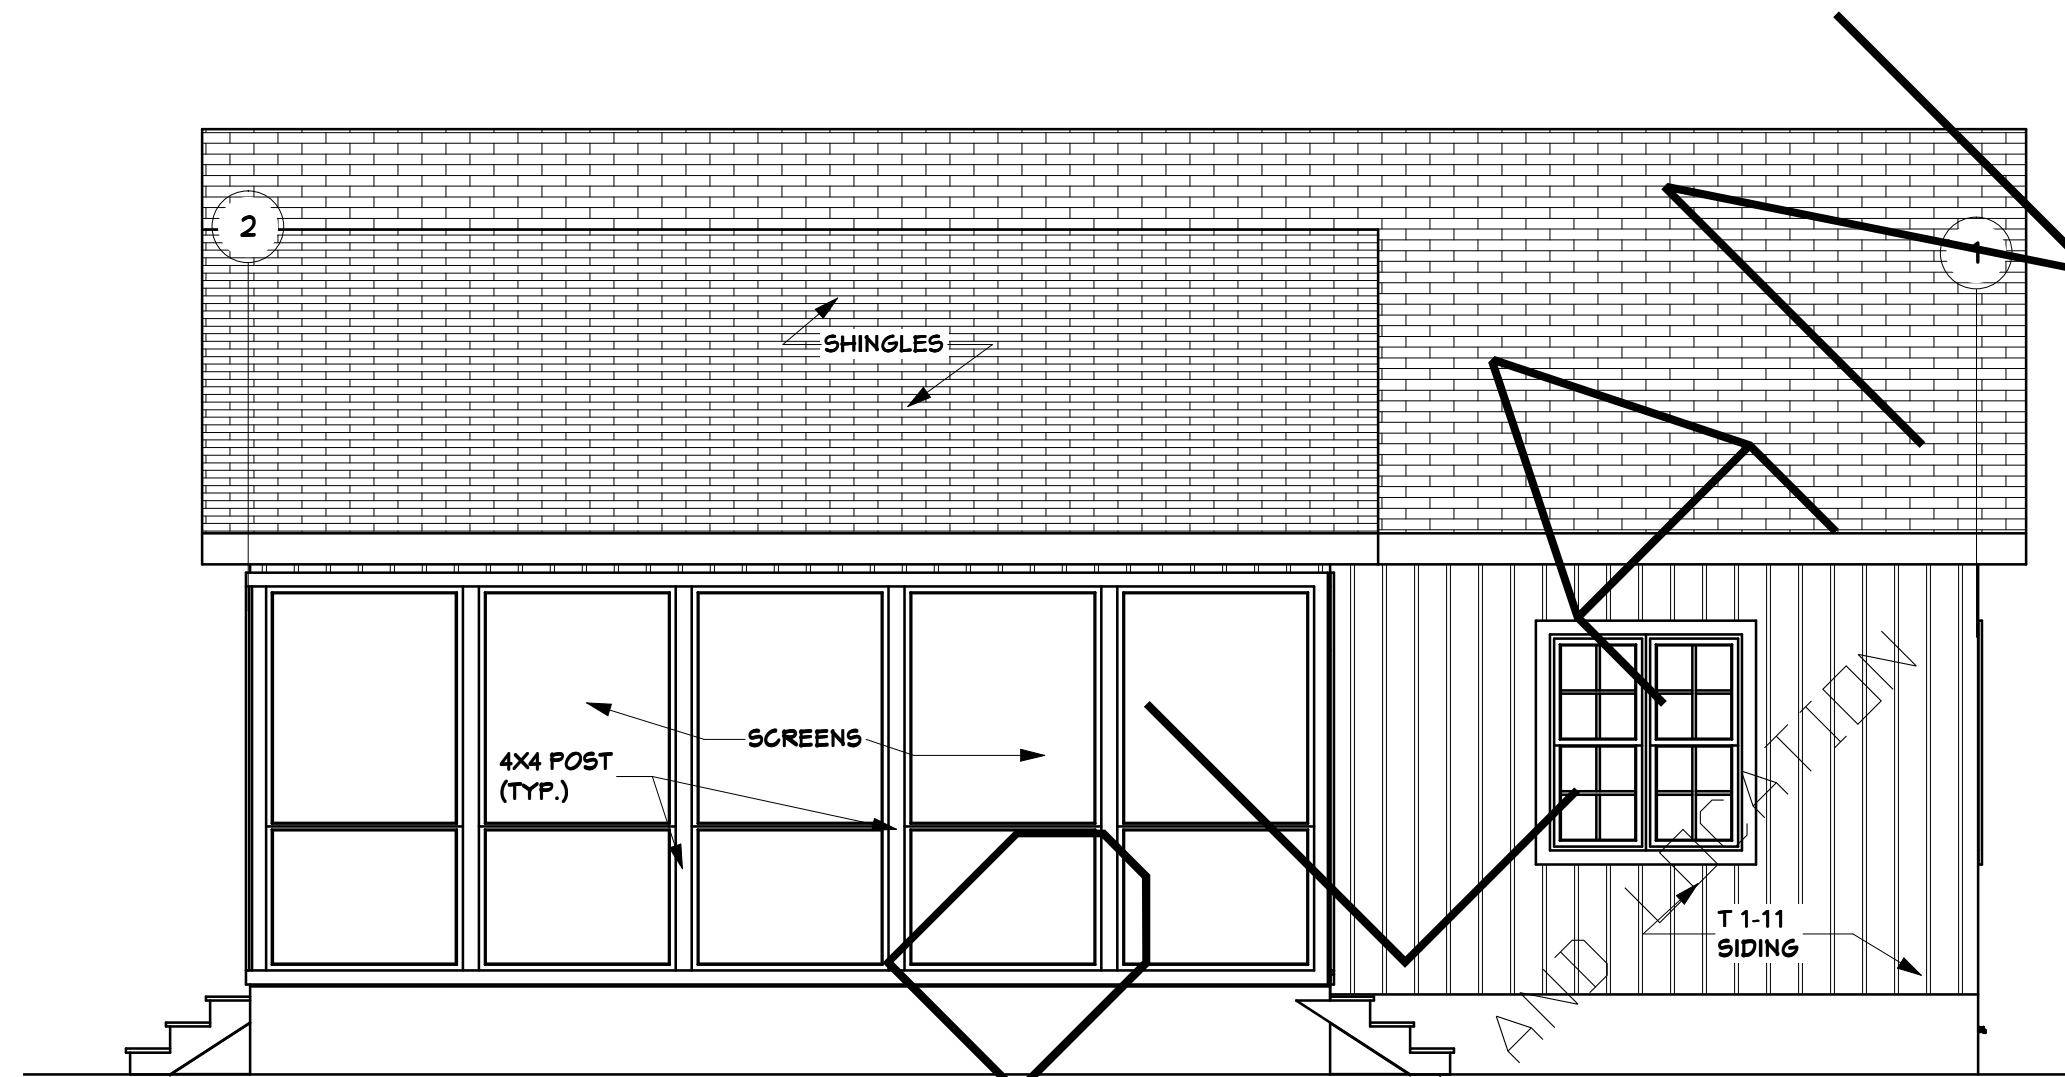 2
1
SHINGLES
SCREENS
4X4 POST
(TYP.)
T 1-11
SIDING
AND LOCATION